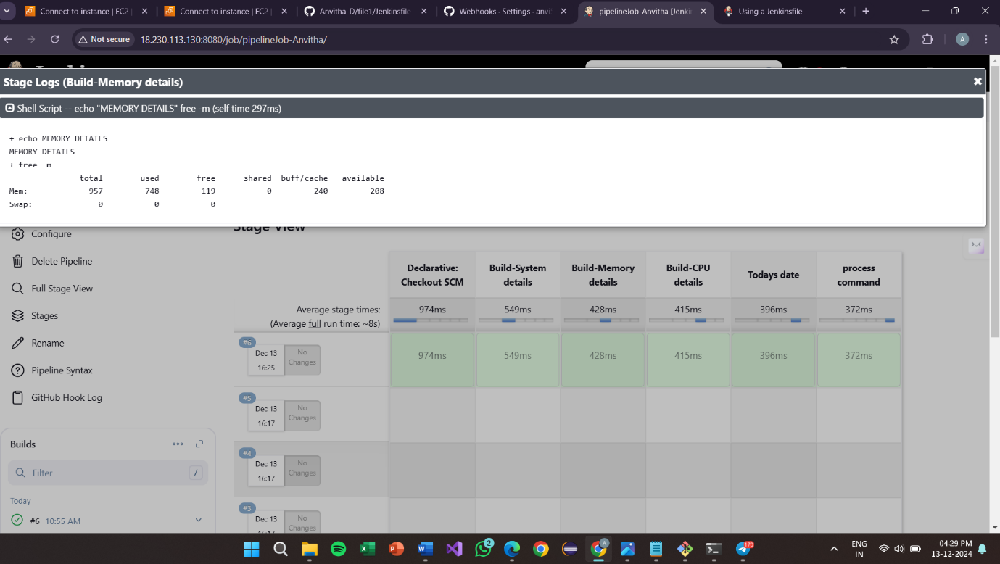 Connect to instance | EC2
Connect to instance | EC2
Anvitha-D/file1/Jenkinsfile
Webhooks · Settings · anvi
pipelineJob-Anvitha [Jenkin
Using a Jenkinsfile
Not secure
18.230.113.130:8080/job/pipelineJob-Anvitha/
A
Stage Logs (Build-Memory details)
Shell Script -- echo "MEMORY DETAILS" free -m (self time 297ms)
+ echo MEMORY DETAILS
MEMORY DETAILS
+ free -m
total used free shared buff/cache available
Mem: 957 748 119 0 240 208
Swap: 0 0 0
Configure
Delete Pipeline
Full Stage View
Stages
Rename
Pipeline Syntax
GitHub Hook Log
Builds
Filter /
Today
#6 10:55 AM
Stage View
Declarative: Checkout SCM
Build-System details
Build-Memory details
Build-CPU details
Todays date
process command
Average stage times:
(Average full run time: ~8s)
974ms 549ms 428ms 415ms 396ms 372ms
#6
Dec 13
16:25
No Changes
974ms 549ms 428ms 415ms 396ms 372ms
#5
Dec 13
16:17
No Changes
#4
Dec 13
16:17
No Changes
#3
Dec 13
16:17
No Changes
2
A
170
ENG
IN
04:29 PM
13-12-2024